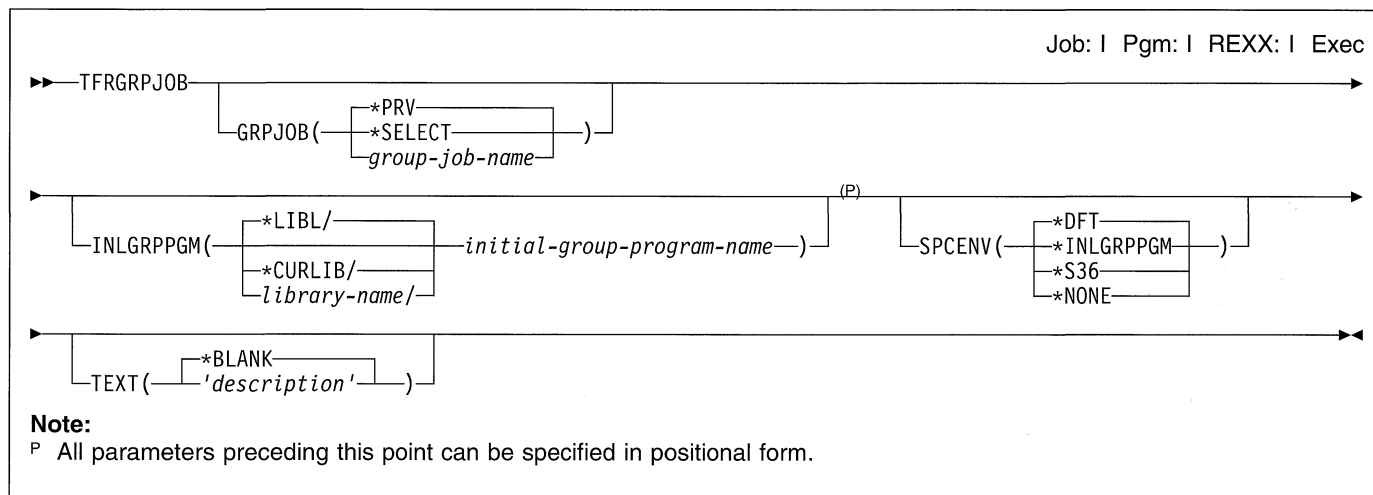 Job: I Pgm: I REXX: I Exec
TFRGRPJOB
GRPJOB(
*PRV
*SELECT
group-job-name
)
INLGRPPGM(
*LIBL/
*CURLIB/
library-name/
initial-group-program-name
)
(P)
SPCENV(
*DFT
*INLGRPPGM
*S36
*NONE
)
TEXT(
*BLANK
'description'
)
Note:
P All parameters preceding this point can be specified in positional form.